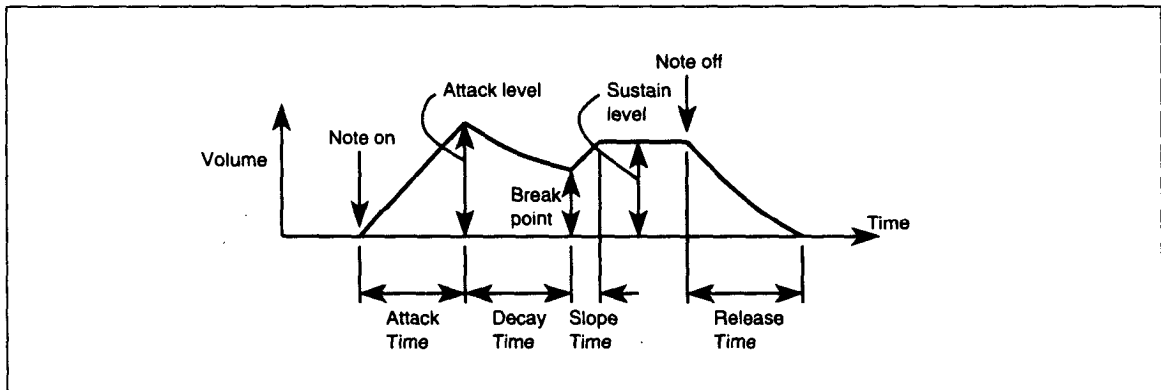 Note off
Attack level
Sustain
level
Note on
Volume
Break
point
Time
Attack
Time
Decay
Time
Slope
Time
Release
Time